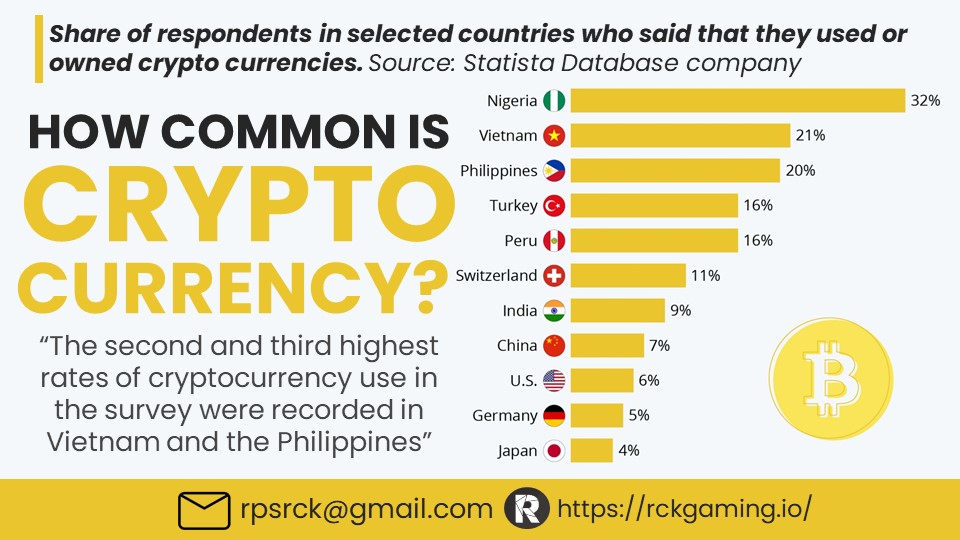 Share of respondents in selected countries who said that they used or
owned crypto currencies. Source: Statista Database company
HOW COMMON IS
CRYPTO
CURRENCY?
“The second and third highest
rates of cryptocurrency use in
the survey were recorded in
Vietnam and the Philippines”
Nigeria 32%
Vietnam 21%
Philippines 20%
Turkey 16%
Peru 16%
Switzerland 11%
India 9%
China 7%
U.S. 6%
Germany 5%
Japan 4%
rpsrck@gmail.com https://rckgaming.io/